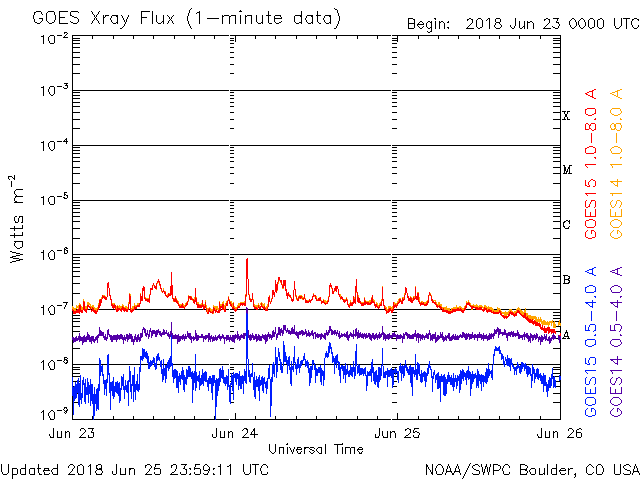 GOES Xray Flux (1-minute data)
Begin: 2018 Jun 23 0000 UTC
10-2
10-3
10-4
10-5
10-6
10-7
10-8
10-9
Watts m-2
X
M
C
B
A
GOES15 1.0-8.0 A
GOES14 1.0-8.0 A
GOES15 0.5-4.0 A
GOES14 0.5-4.0 A
Jun 23
Jun 24
Jun 25
Jun 26
Universal Time
Updated 2018 Jun 25 23:59:11 UTC
NOAA/SWPC Boulder, CO USA